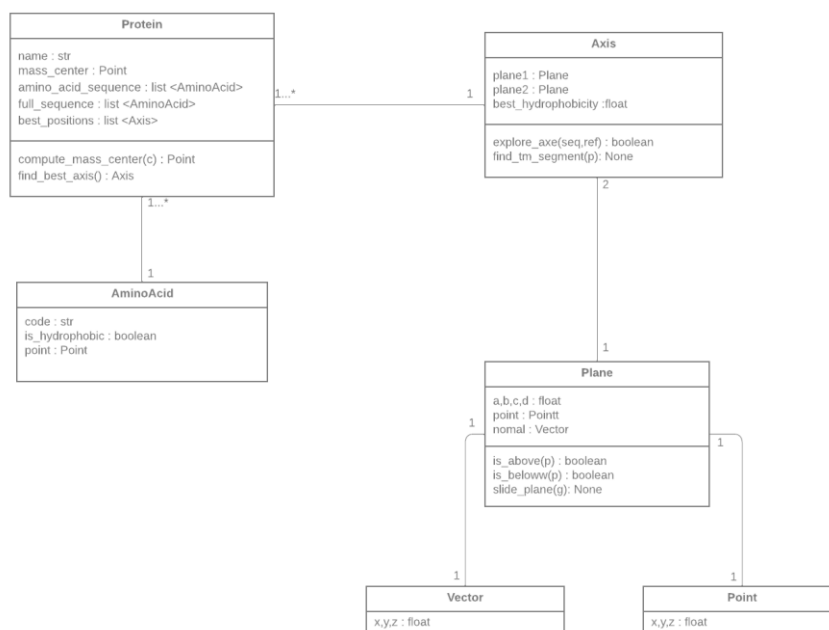 Protein
name : str
mass_center : Point
amino_acid_sequence : list <AminoAcid>
full_sequence : list <AminoAcid>
best_positions : list <Axis>
compute_mass_center(c) : Point
find_best_axis() : Axis
1...*
1
Axis
plane1 : Plane
plane2 : Plane
best_hydrophobicity :float
explore_axe(seq,ref) : boolean
find_tm_segment(p): None
1...*
1
AminoAcid
code : str
is_hydrophobic : boolean
point : Point
2
1
Plane
a,b,c,d : float
point : Pointt
nomal : Vector
is_above(p) : boolean
is_beloww(p) : boolean
slide_plane(g): None
1
1
1
1
Vector
x,y,z : float
Point
x,y,z : float